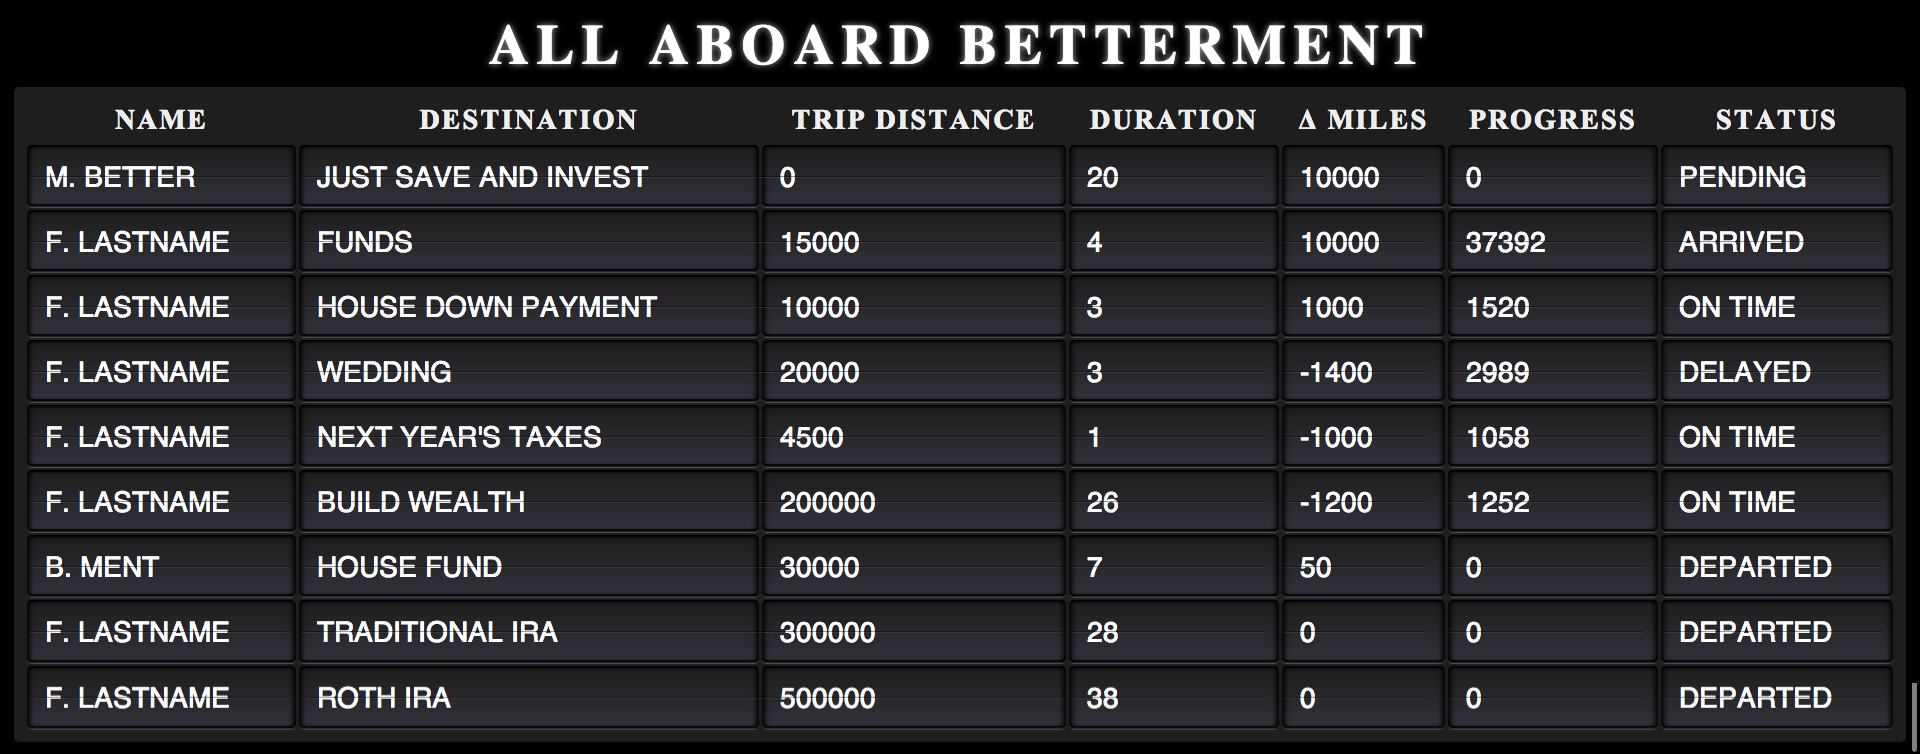 ALL ABOARD BETTERMENT
NAME DESTINATION TRIP DISTANCE DURATION Δ MILES PROGRESS STATUS
M. BETTER JUST SAVE AND INVEST 0 20 10000 0 PENDING
F. LASTNAME FUNDS 15000 4 10000 37392 ARRIVED
F. LASTNAME HOUSE DOWN PAYMENT 10000 3 1000 1520 ON TIME
F. LASTNAME WEDDING 20000 3 -1400 2989 DELAYED
F. LASTNAME NEXT YEAR'S TAXES 4500 1 -1000 1058 ON TIME
F. LASTNAME BUILD WEALTH 200000 26 -1200 1252 ON TIME
B. MENT HOUSE FUND 30000 7 50 0 DEPARTED
F. LASTNAME TRADITIONAL IRA 300000 28 0 0 DEPARTED
F. LASTNAME ROTH IRA 500000 38 0 0 DEPARTED